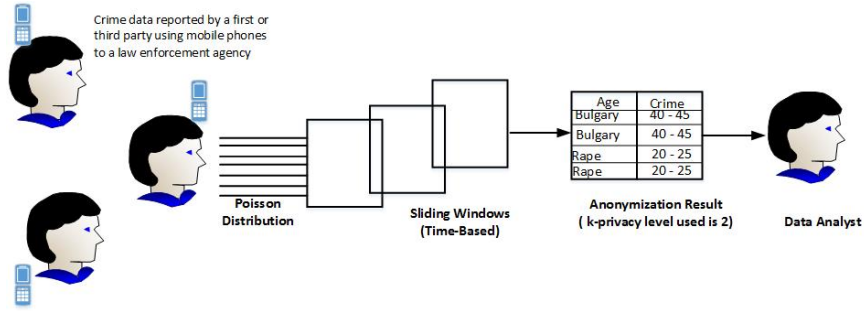 Crime data reported by a first or
third party using mobile phones
to a law enforcement agency
Age Crime
Bulgary 40 - 45
Bulgary 40 - 45
Rape 20 - 25
Rape 20 - 25
Poisson
Distribution
Sliding Windows
(Time-Based)
Anonymization Result
( k-privacy level used is 2)
Data Analyst